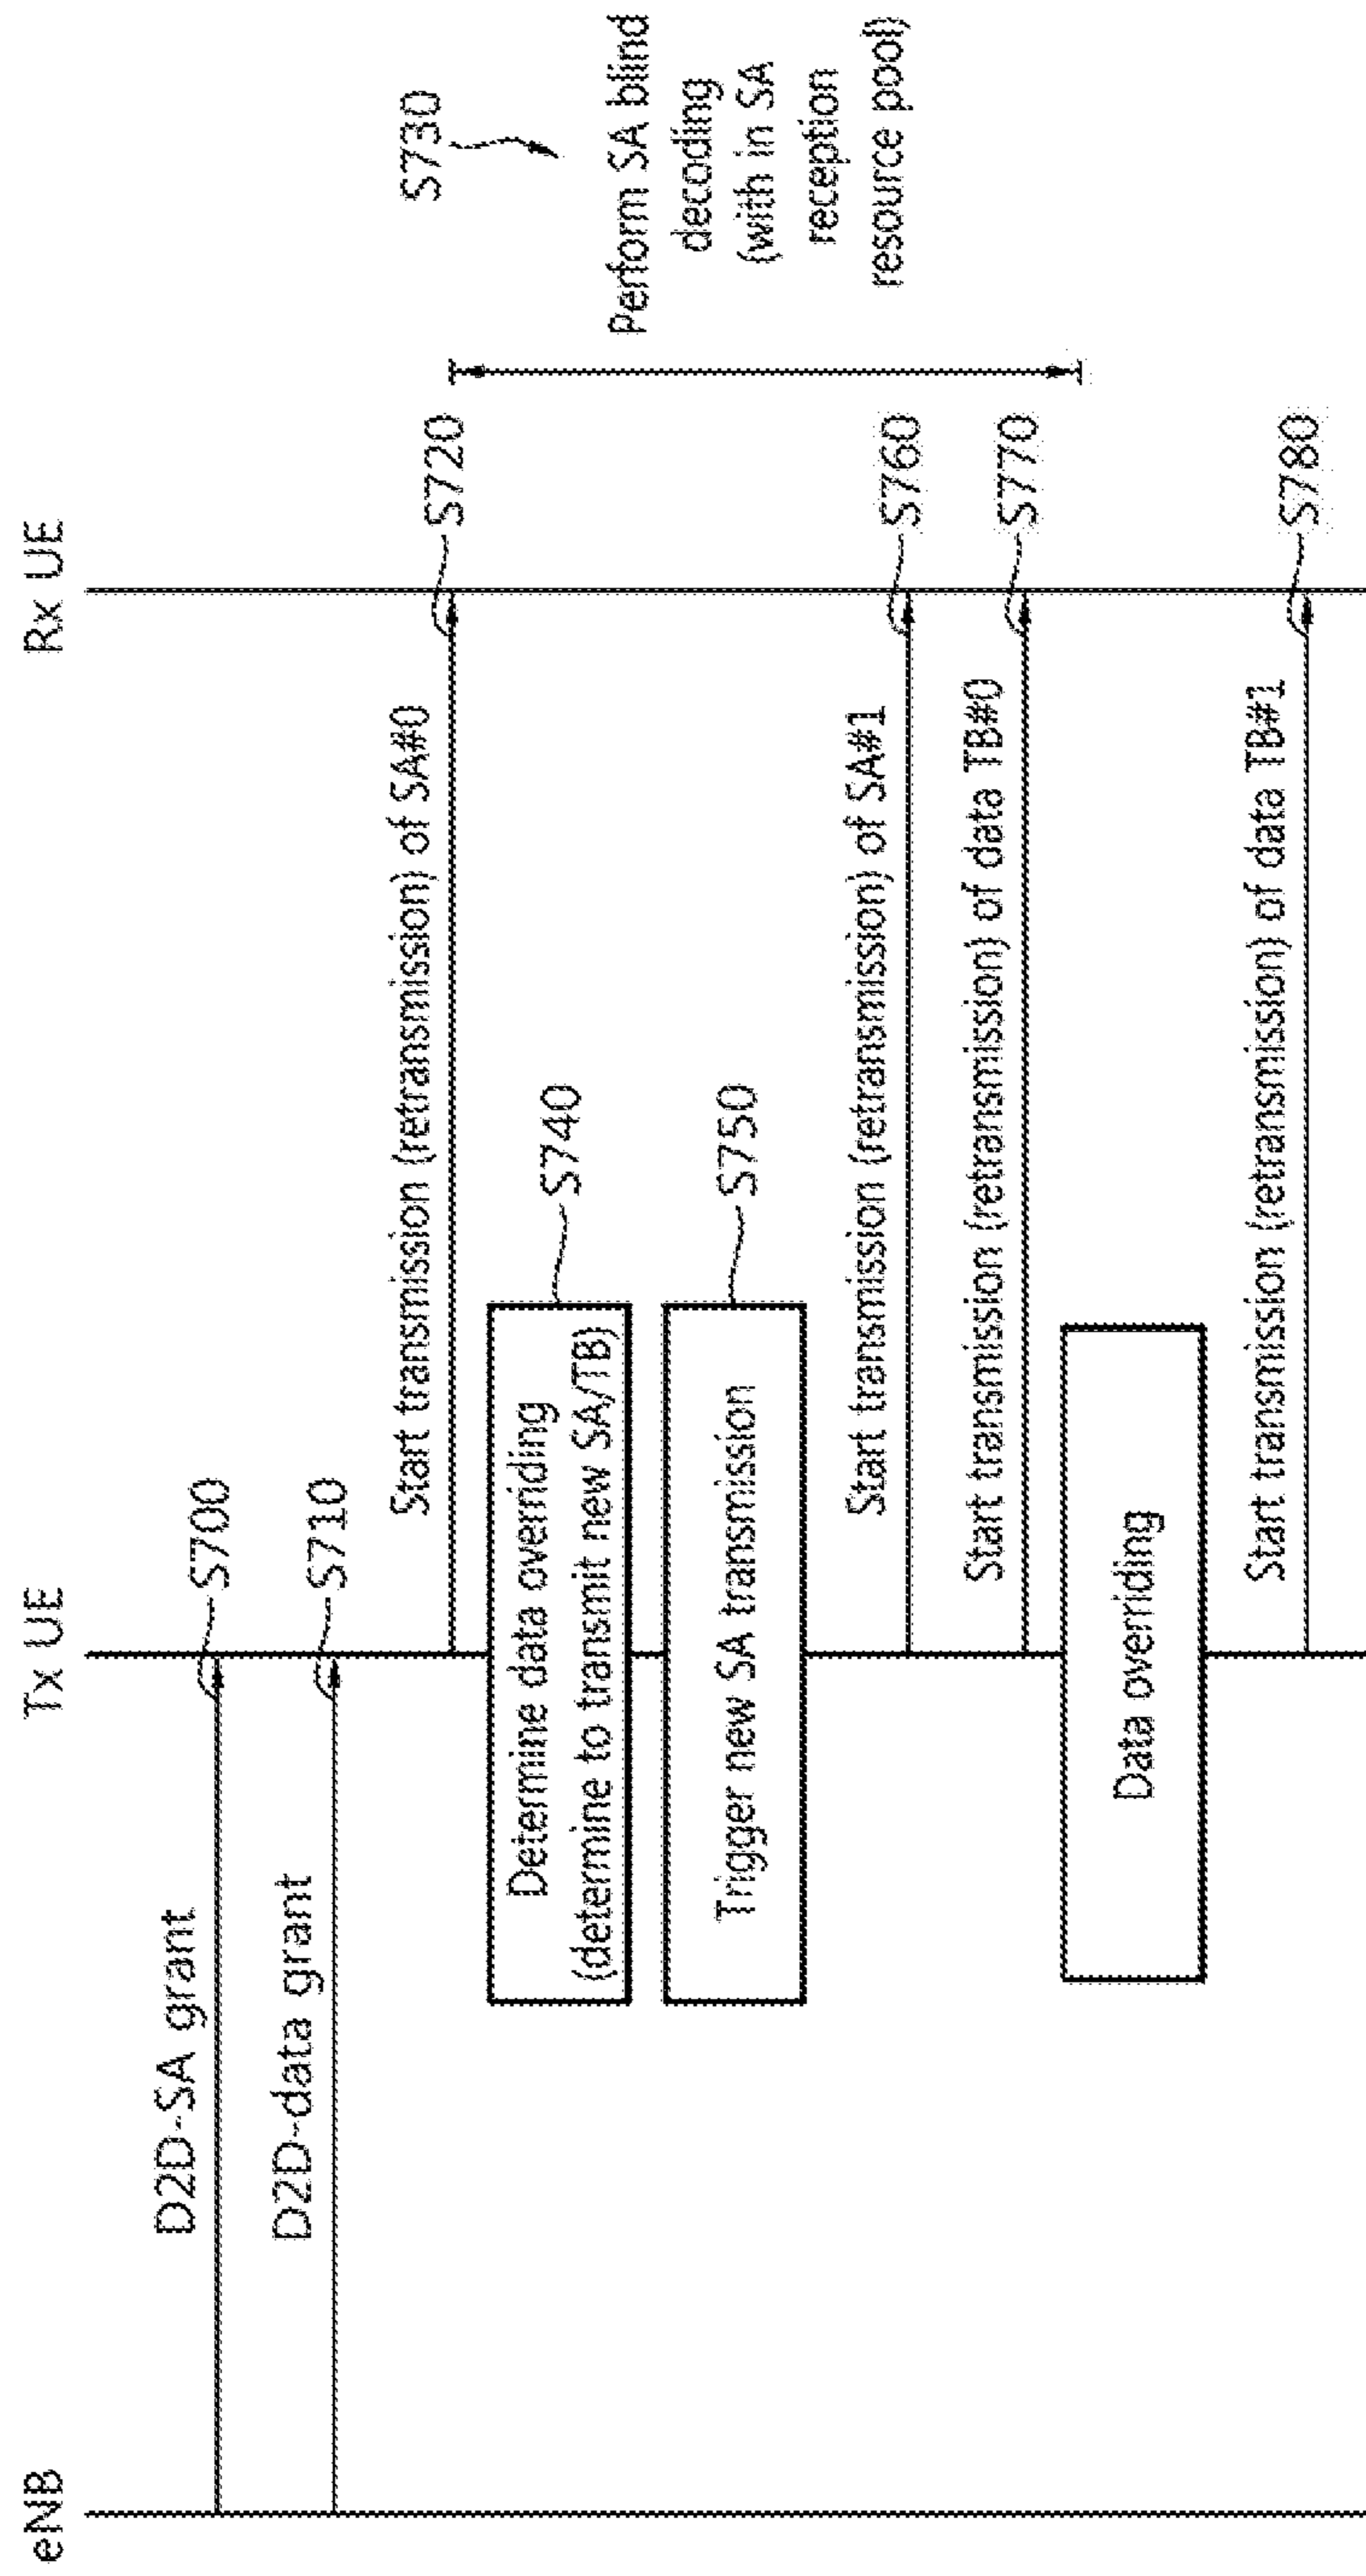 eNB
Tx UE
Rx UE
D2D-SA grant
S700
D2D-data grant
S710
Start transmission (retransmission) of SA#0
S720
S730
Perform SA blind
decoding
(with in SA
reception
resource pool)
Determine data overriding
(determine to transmit new SA/TB)
S740
Trigger new SA transmission
S750
Start transmission (retransmission) of SA#1
S760
Start transmission (retransmission) of data TB#0
S770
Data overriding
Start transmission (retransmission) of data TB#1
S780